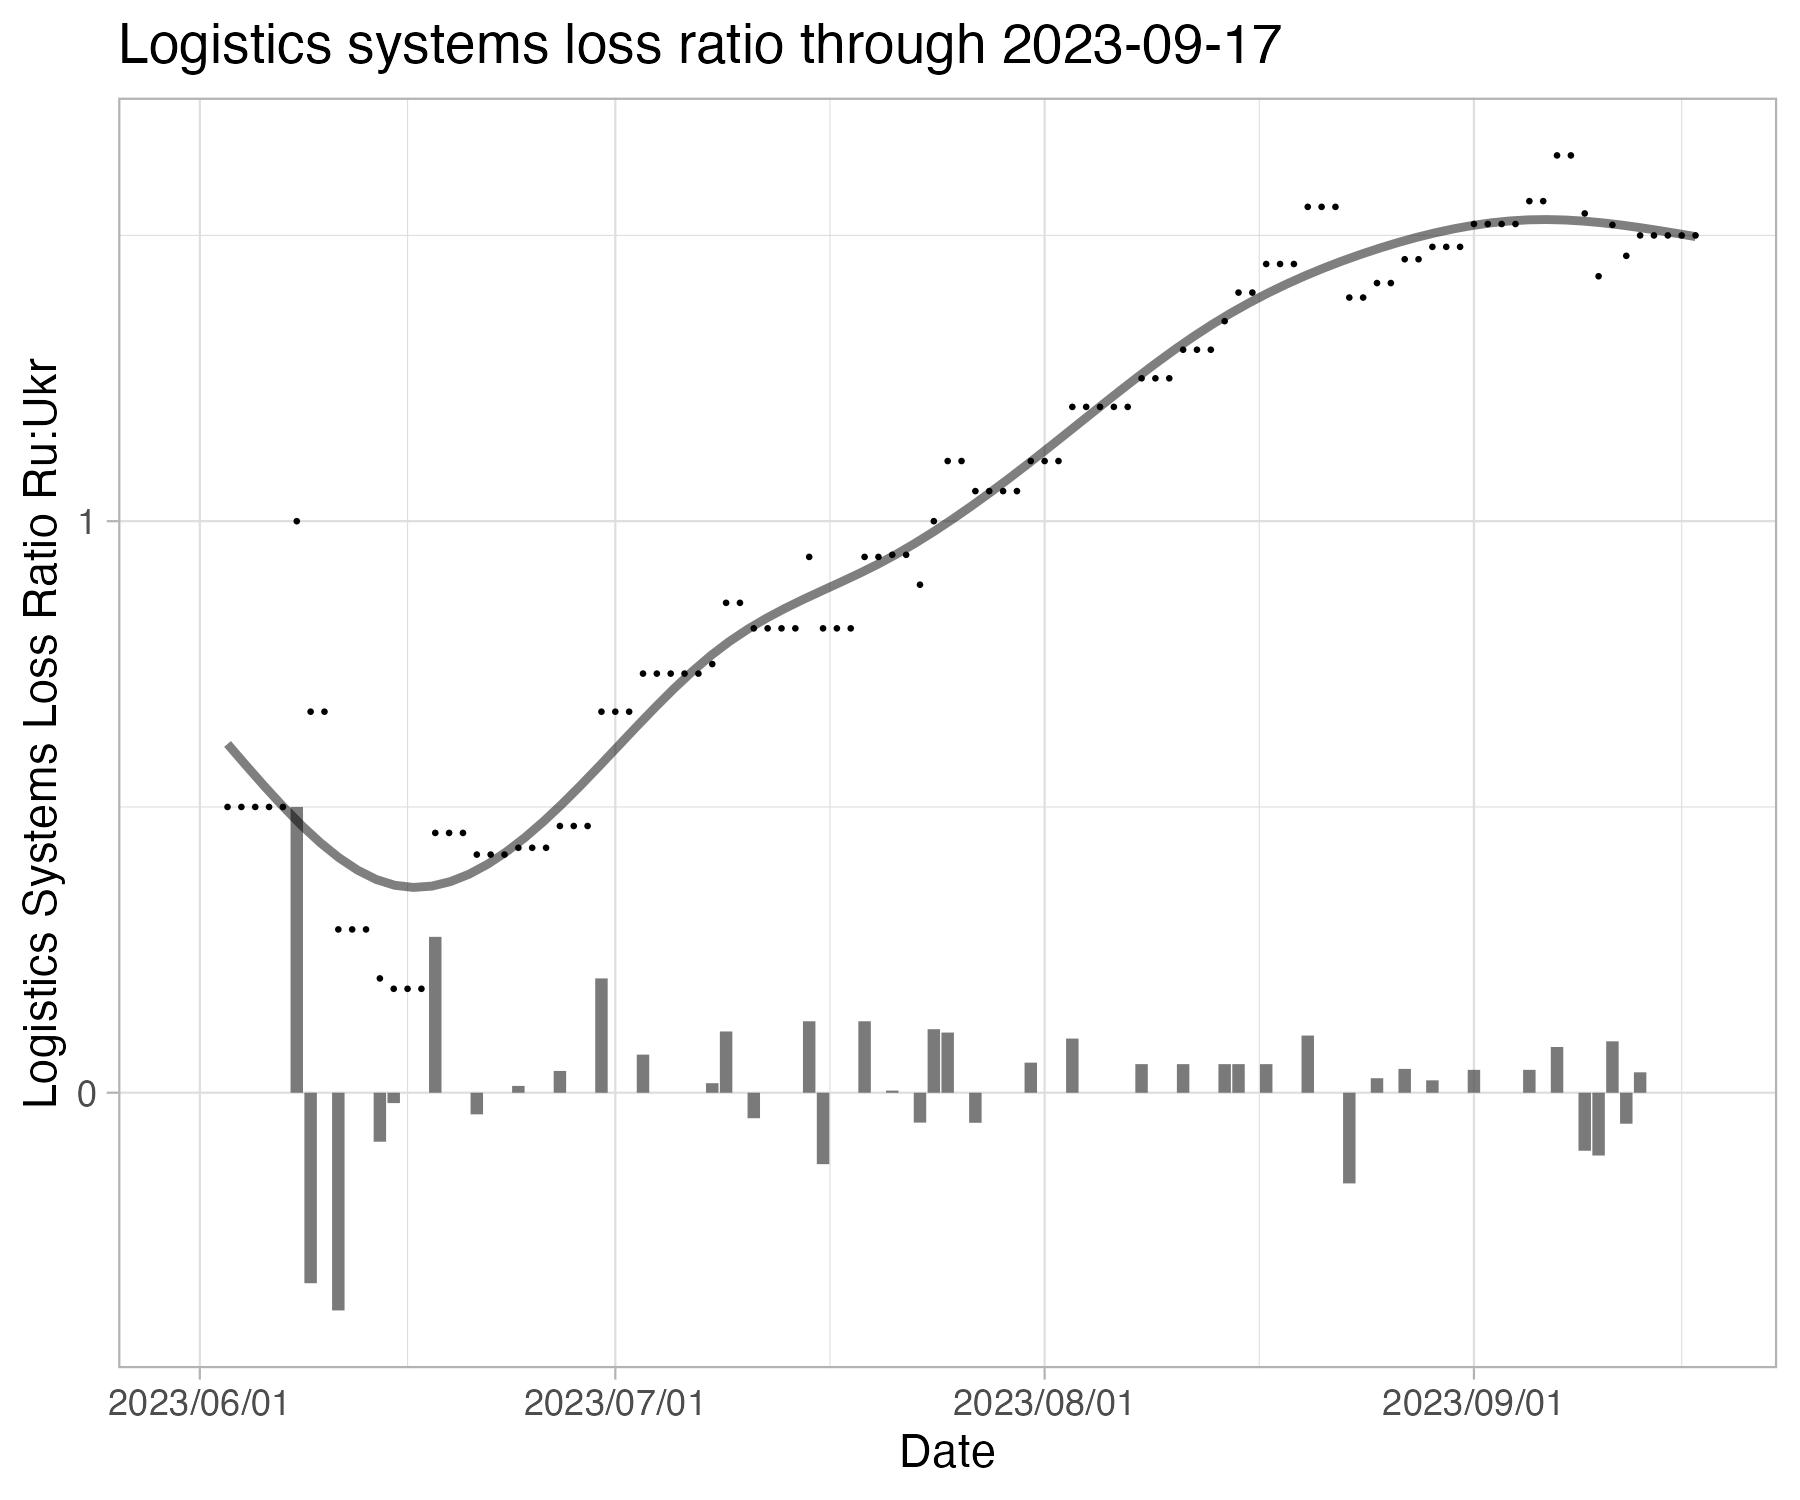 Logistics systems loss ratio through 2023-09-17
Logistics Systems Loss Ratio Ru:Ukr
1
0
2023/06/01
2023/07/01
2023/08/01
2023/09/01
Date